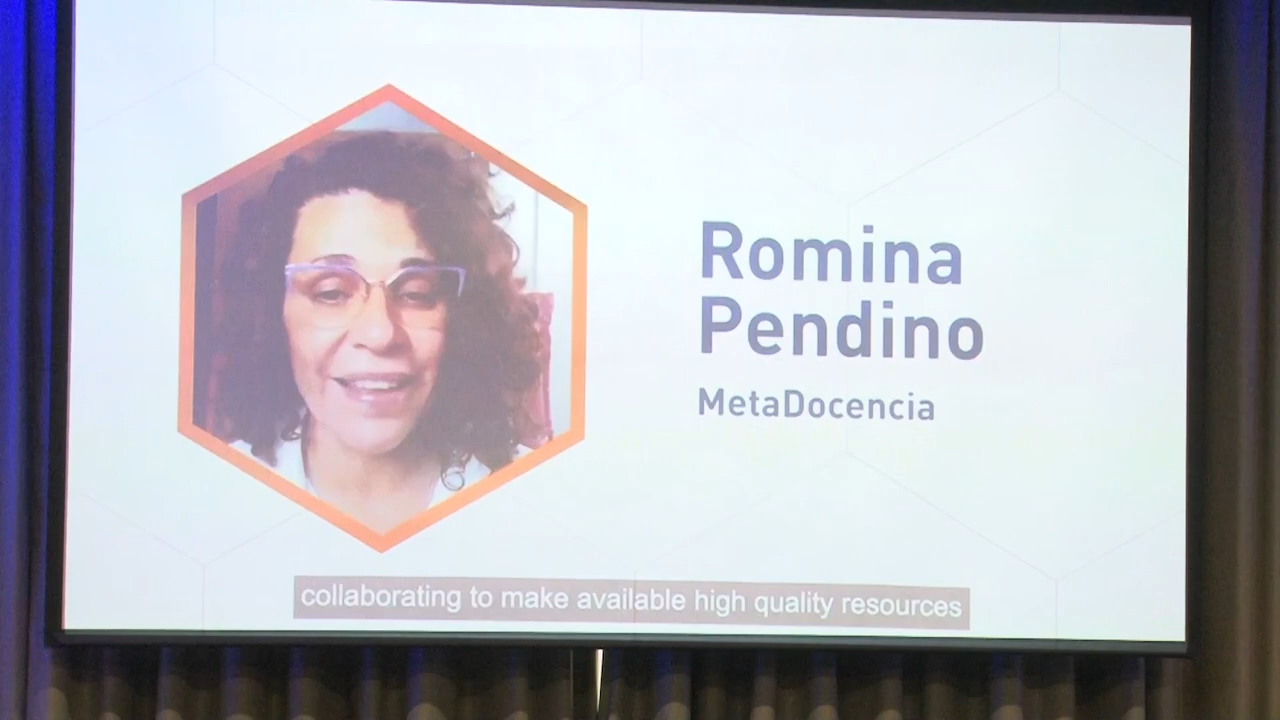 Romina
Pendino
MetaDocencia
collaborating to make available high quality resources